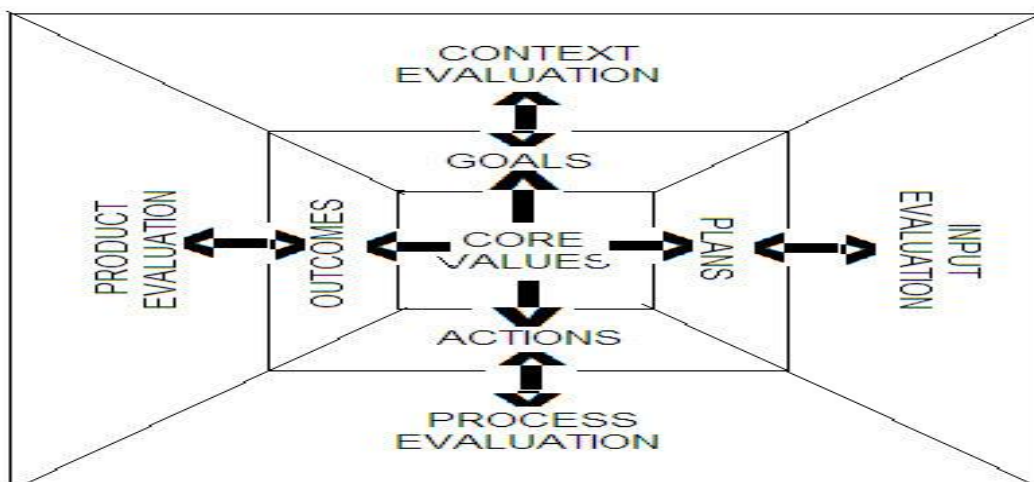 CONTEXT
EVALUATION
GOALS
PRODUCT
EVALUATION
OUTCOMES
CORE
VALUES
PLANS
INPUT
EVALUATION
ACTIONS
PROCESS
EVALUATION